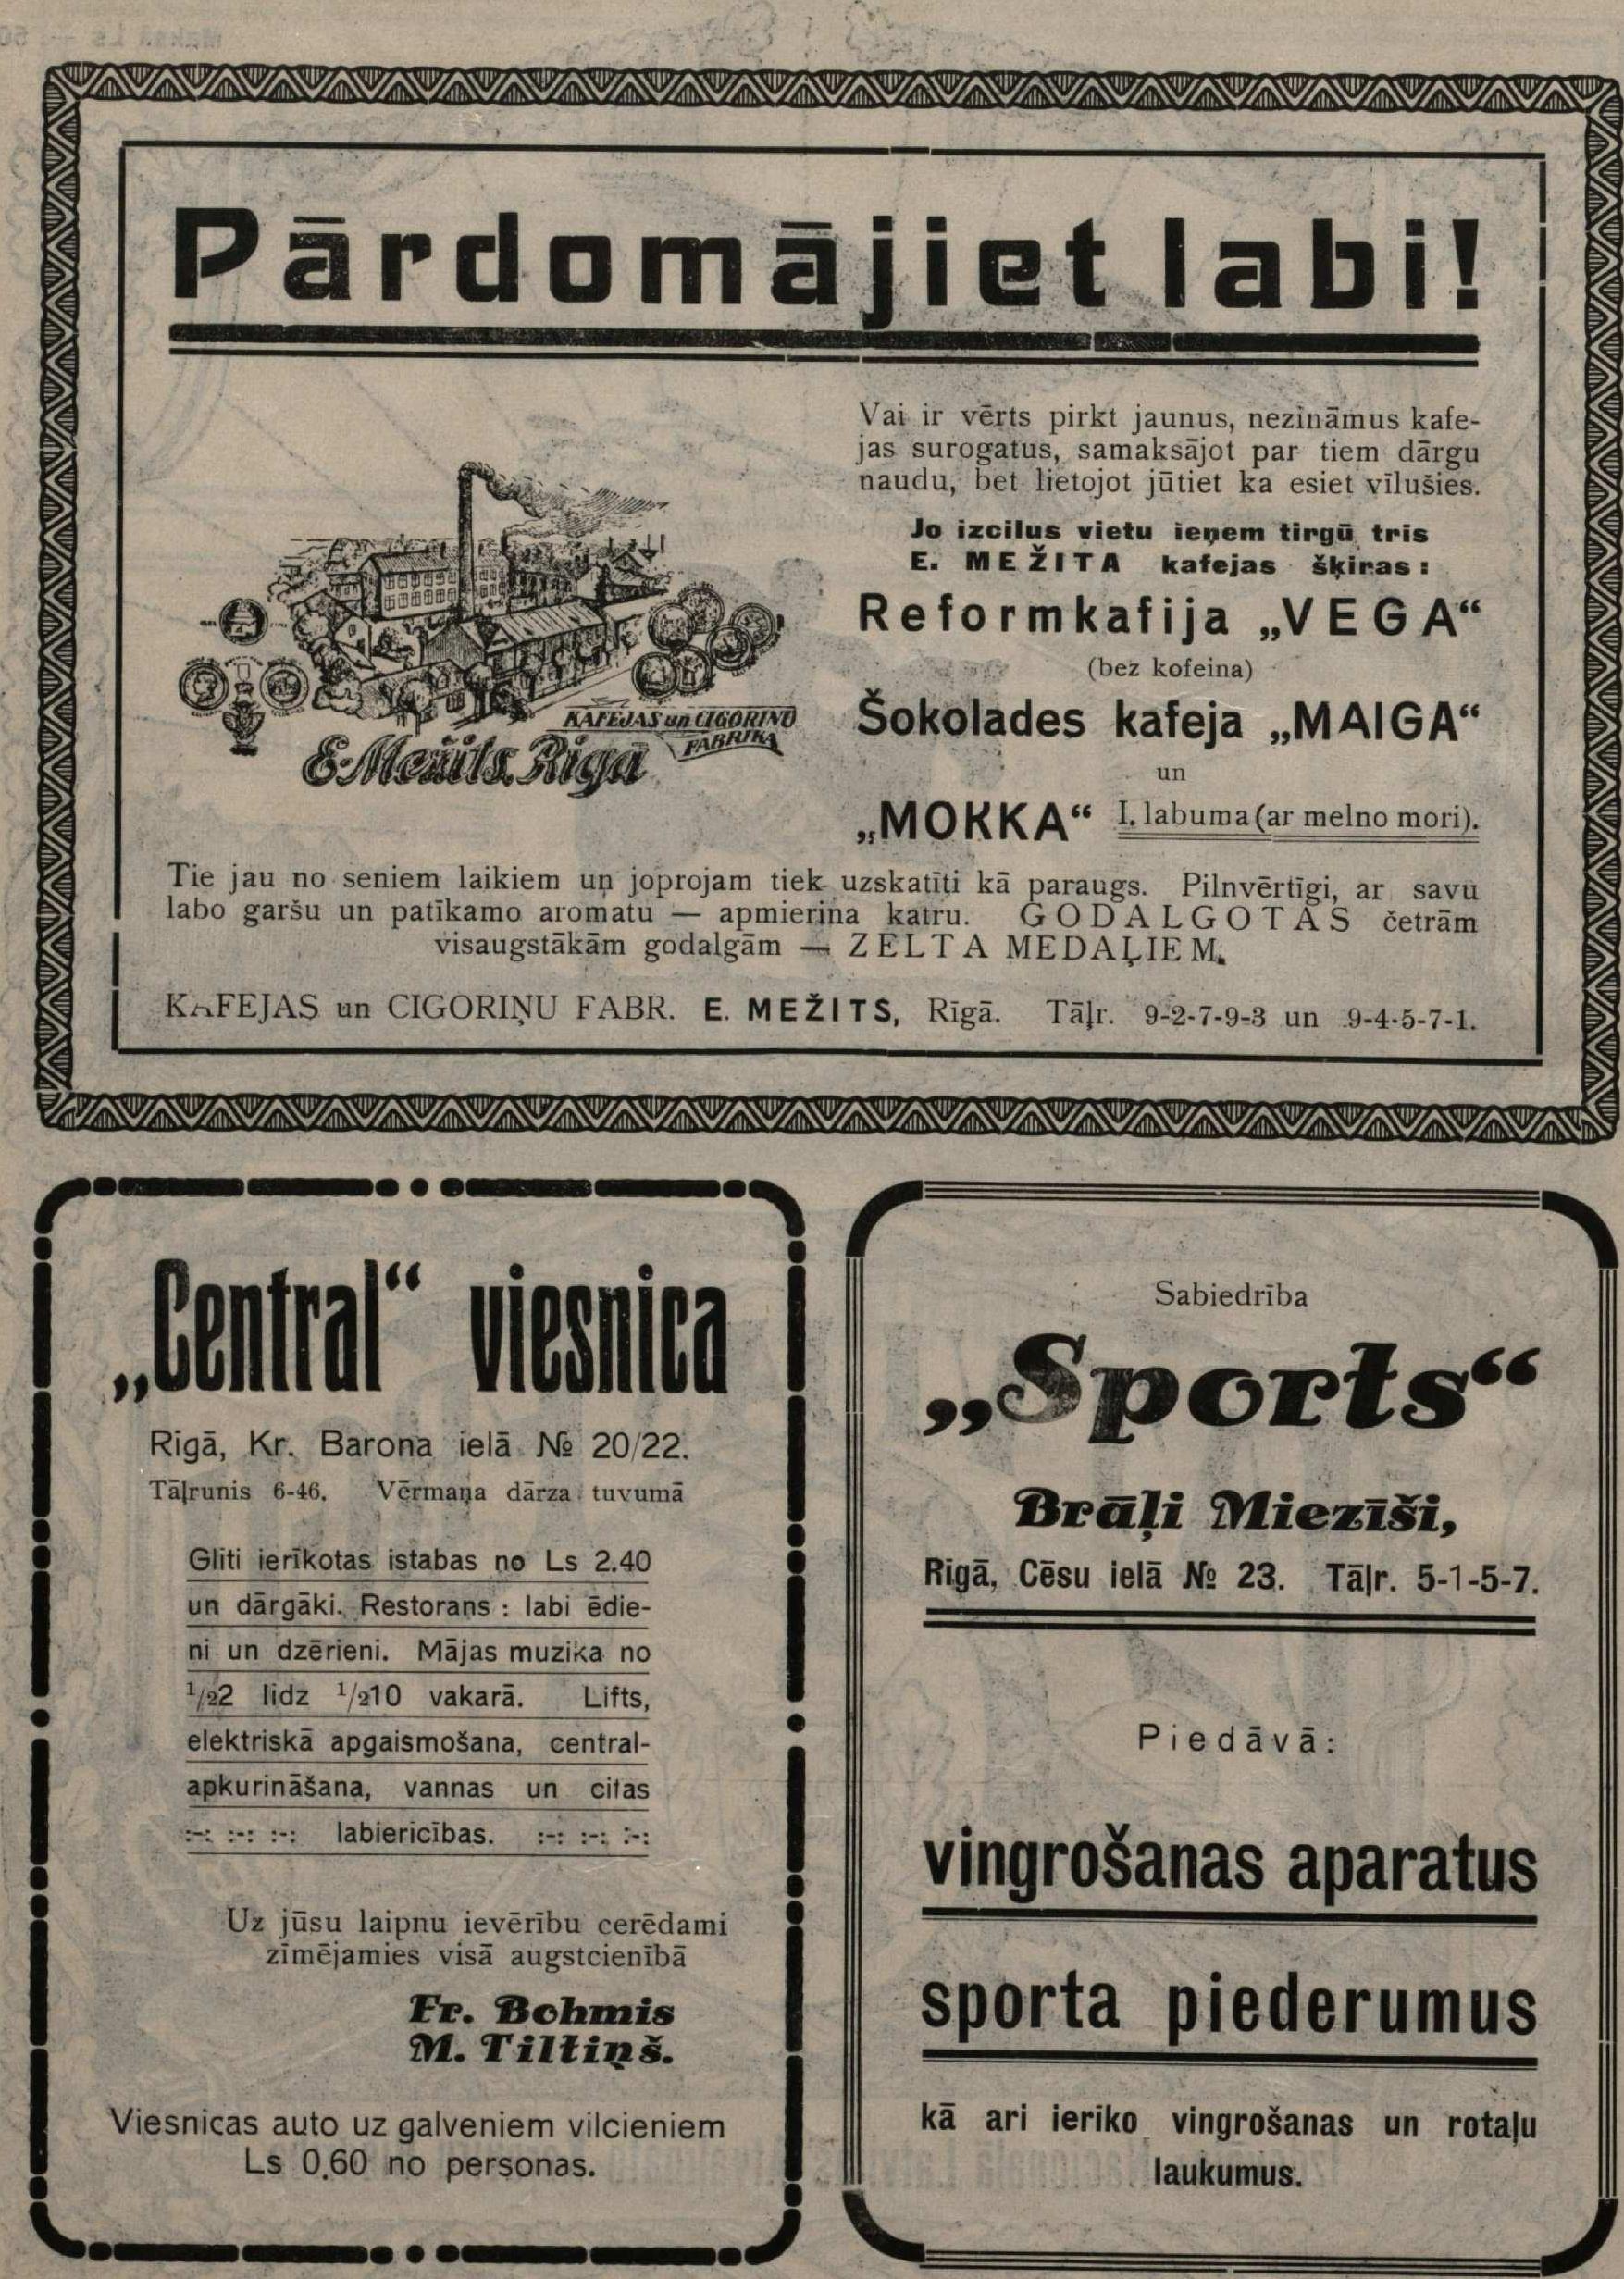 Pārdomājiet labi!
Vai ir vērts pirkt jaunus, nezināmus kafe-
jas surogatus, samaksājot par tiem dārgu
naudu, bet lietojot jūtiet ka esiet vīlušies.
Jo izcilus vietu ieņem tirgū tris
E. MEŽITA kafejas šķiras:
Reformkafija „VEGA“
(bez kofeina)
Šokolades kafeja „MAIGA“
un
„MOKKA“ I. labuma (ar melno mori).
KAFEJAS un CIGORIŅU
FABRIKA
E. Mežits, Rīgā
Tie jau no seniem laikiem un joprojam tiek uzskatīti kā paraugs. Pilnvērtīgi, ar savu
labo garšu un patīkamo aromatu — apmierina katru. GODALGOTAS četrām
visaugstākām godalgām — ZELTA MEDAĻIEM.
KAFEJAS un CIGORIŅU FABR. E. MEŽITS, Rīgā. Tāļr. 9-2-7-9-3 un 9-4-5-7-1.
„Central“ viesnica
Rīgā, Kr. Barona ielā № 20/22.
Tāļrunis 6-46. Vērmaņa dārza tuvumā
Glīti ierīkotas istabas no Ls 2.40
un dārgāki. Restorans: labi ēdie-
ni un dzērieni. Mājas muzika no
1/22 līdz 1/210 vakarā. Lifts,
elektriskā apgaismošana, central-
apkurināšana, vannas un citas
:-: :-: :-: labiericības. :-: :-: :-:
Uz jūsu laipnu ievērību cerēdami
zīmējamies visā augstcienībā
Fr. Bohmis
M. Tiltiņš.
Viesnicas auto uz galveniem vilcieniem
Ls 0,60 no personas.
Sabiedrība
„Sports“
Brāļi Miezīši,
Rīgā, Cēsu ielā № 23. Tāļr. 5-1-5-7.
Piedāvā:
vingrošanas aparatus
sporta piederumus
kā ari ieriko vingrošanas un rotaļu
laukumus.